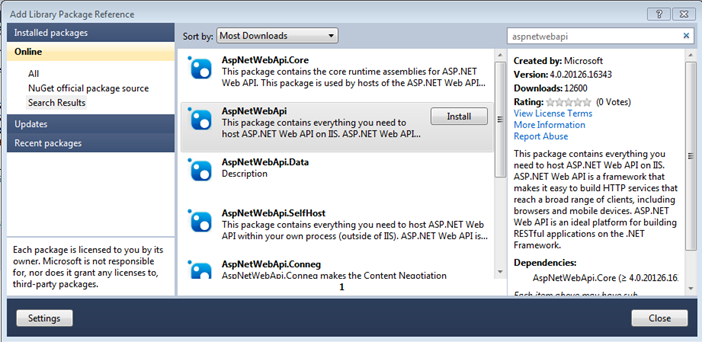 Add Library Package Reference
Installed packages
Online
All
NuGet official package source
Search Results
Updates
Recent packages
Each package is licensed to you by its
owner. Microsoft is not responsible
for, nor does it grant any licenses to,
third-party packages.
Sort by: Most Downloads
AspNetWebApi.Core
This package contains the core runtime assemblies for ASP.NET
Web API. This package is used by hosts of the ASP.NET Web API...
AspNetWebApi
This package contains everything you need to
host ASP.NET Web API on IIS. ASP.NET Web API...
Install
AspNetWebApi.Data
Description
AspNetWebApi.SelfHost
This package contains everything you need to host ASP.NET Web
API within your own process (outside of IIS). ASP.NET Web API is...
AspNetWebApi.Conneg
AspNetWebApi.Conneg makes the Content Negotiation
1
aspnetwebapi
Created by: Microsoft
Version: 4.0.20126.16343
Downloads: 12600
Rating: (0 Votes)
View License Terms
More Information
Report Abuse
This package contains everything you
need to host ASP.NET Web API on IIS.
ASP.NET Web API is a framework that
makes it easy to build HTTP services that
reach a broad range of clients, including
browsers and mobile devices. ASP.NET
Web API is an ideal platform for building
RESTful applications on the .NET
Framework.
Dependencies:
AspNetWebApi.Core (≥ 4.0.20126.16
Each item above may have sub
Settings
Close